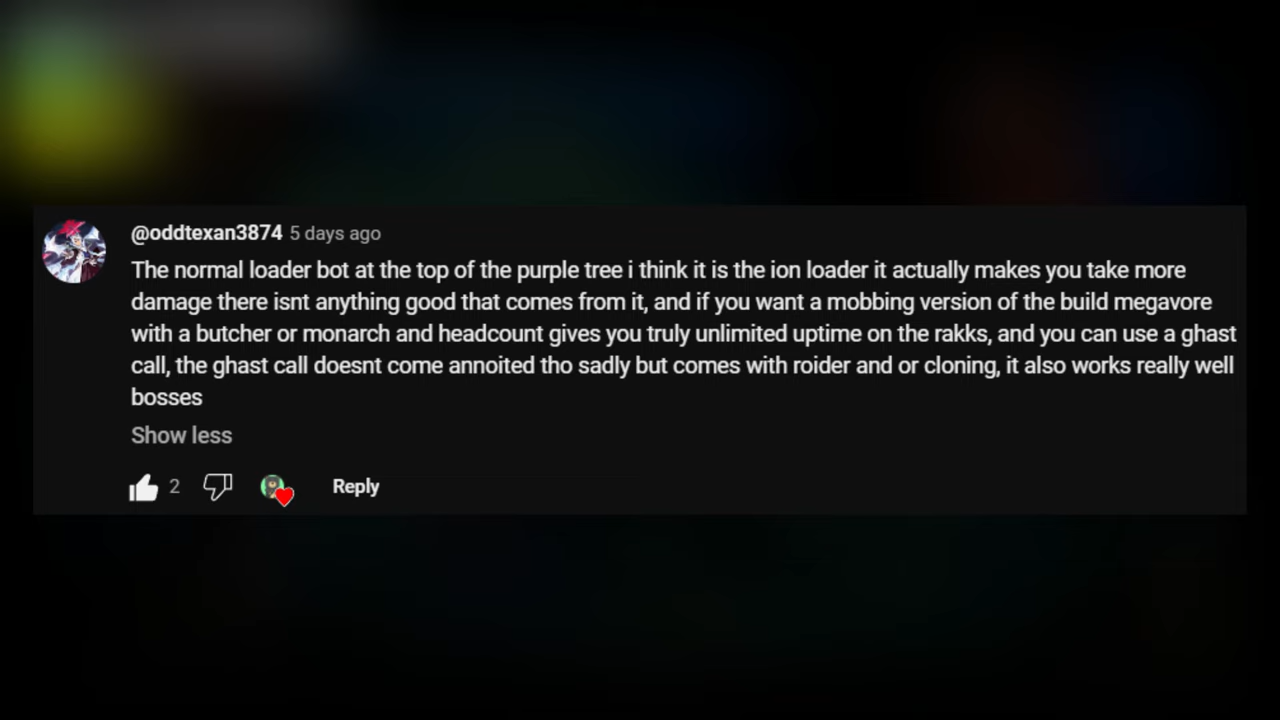 @oddtexan3874 5 days ago
The normal loader bot at the top of the purple tree i think it is the ion loader it actually makes you take more
damage there isnt anything good that comes from it, and if you want a mobbing version of the build megavore
with a butcher or monarch and headcount gives you truly unlimited uptime on the rakks, and you can use a ghast
call, the ghast call doesnt come annoited tho sadly but comes with roider and or cloning, it also works really well
bosses
Show less
2 Reply